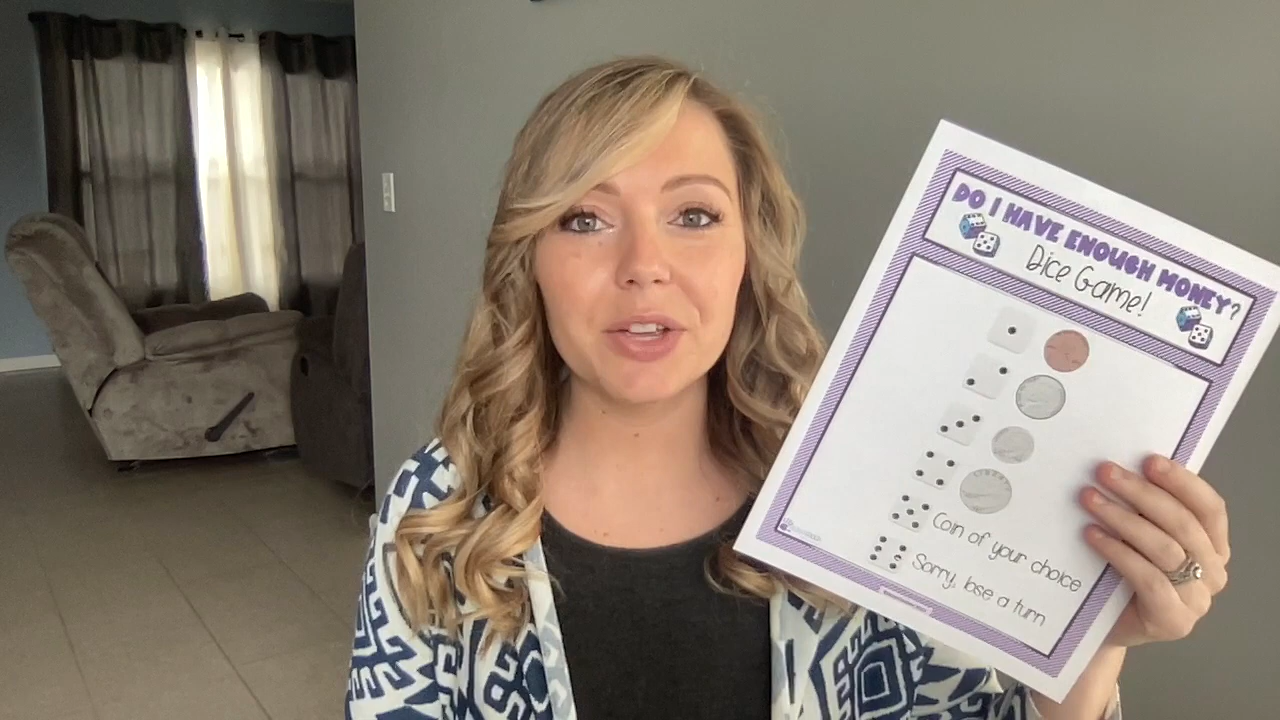 DO I HAVE ENOUGH MONEY?
Dice Game!
Coin of your choice
Sorry, lose a turn